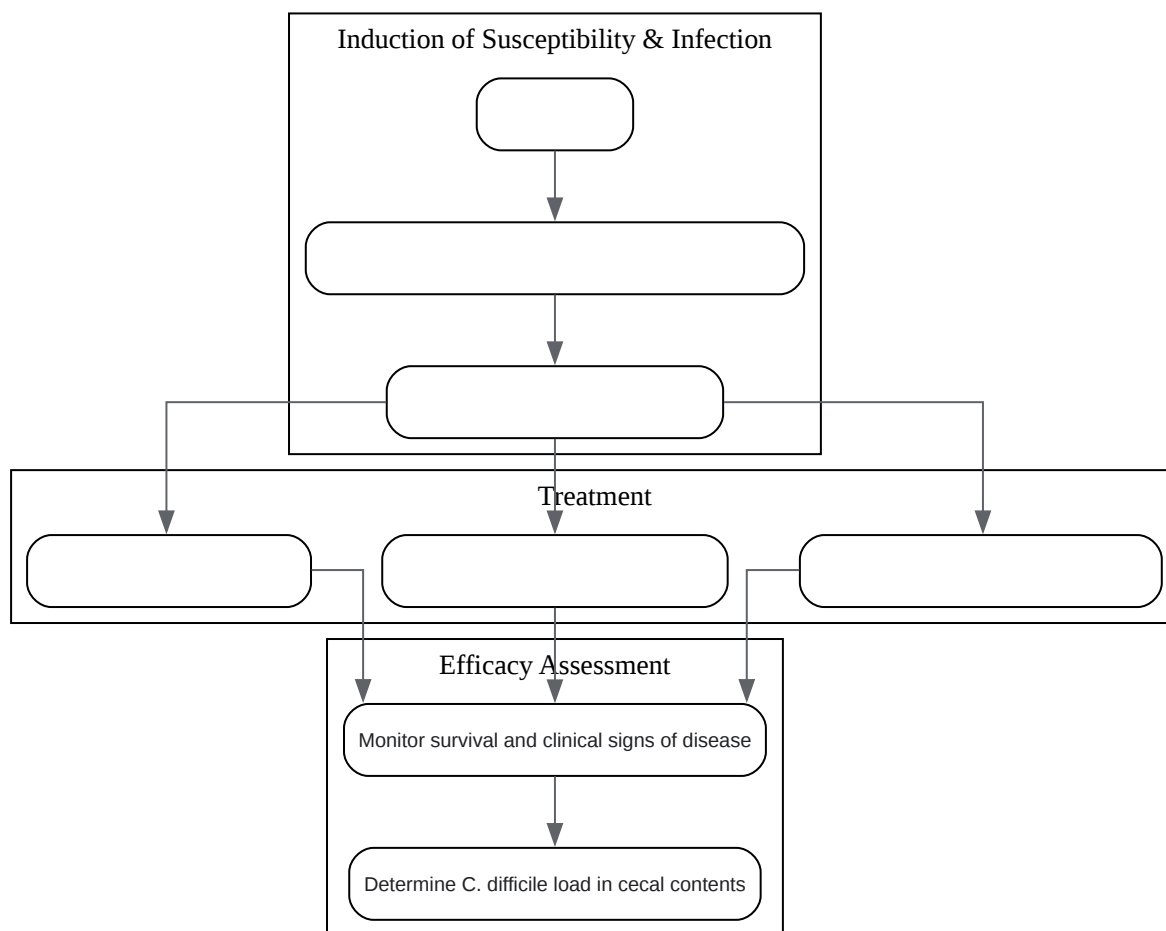 Induction of Susceptibility & Infection
Treatment
Efficacy Assessment
Monitor survival and clinical signs of disease
Determine C. difficile load in cecal contents